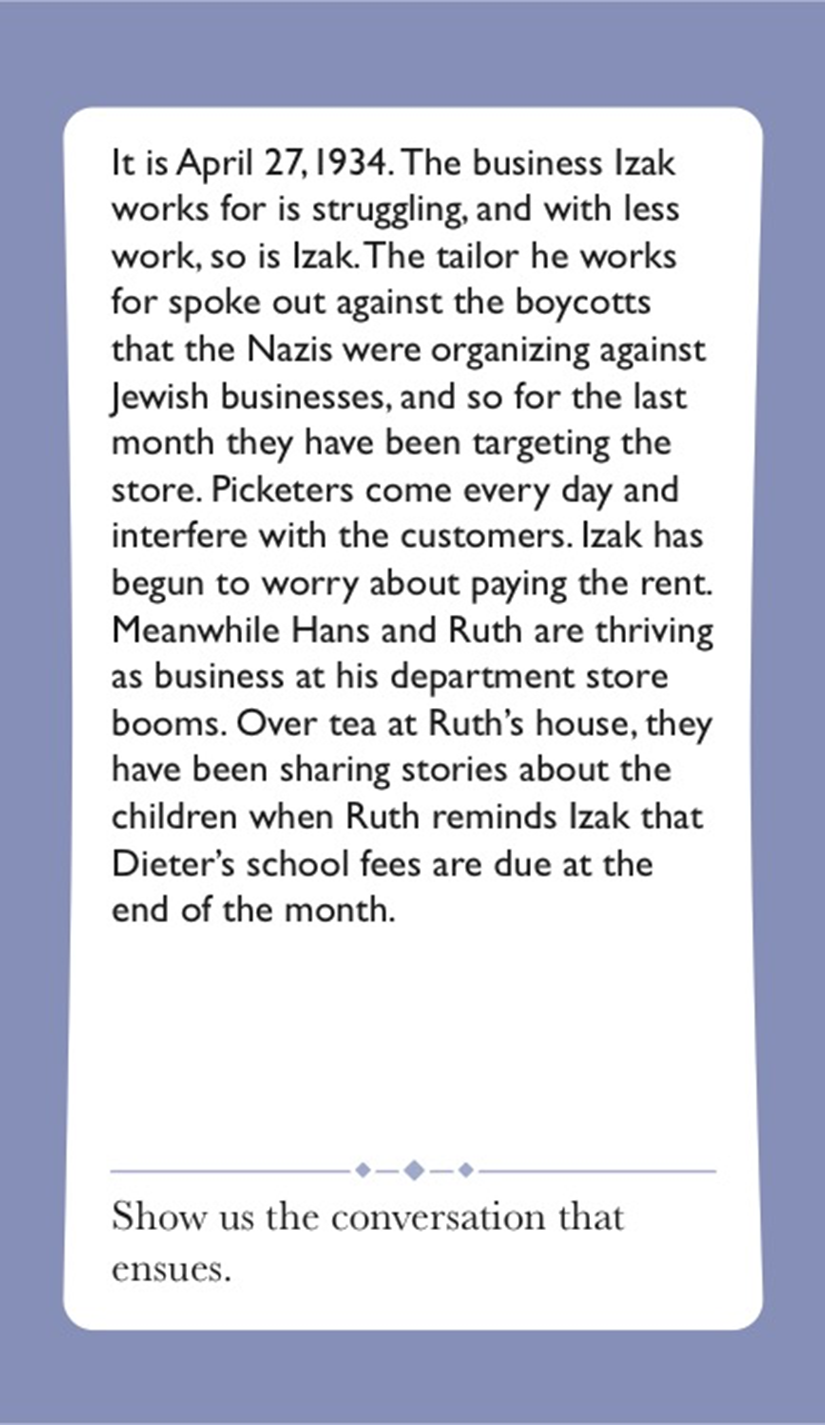 It is April 27, 1934. The business Izak
works for is struggling, and with less
work, so is Izak. The tailor he works
for spoke out against the boycotts
that the Nazis were organizing against
Jewish businesses, and so for the last
month they have been targeting the
store. Picketers come every day and
interfere with the customers. Izak has
begun to worry about paying the rent.
Meanwhile Hans and Ruth are thriving
as business at his department store
booms. Over tea at Ruth's house, they
have been sharing stories about the
children when Ruth reminds Izak that
Dieter's school fees are due at the
end of the month.
Show us the conversation that
ensues.